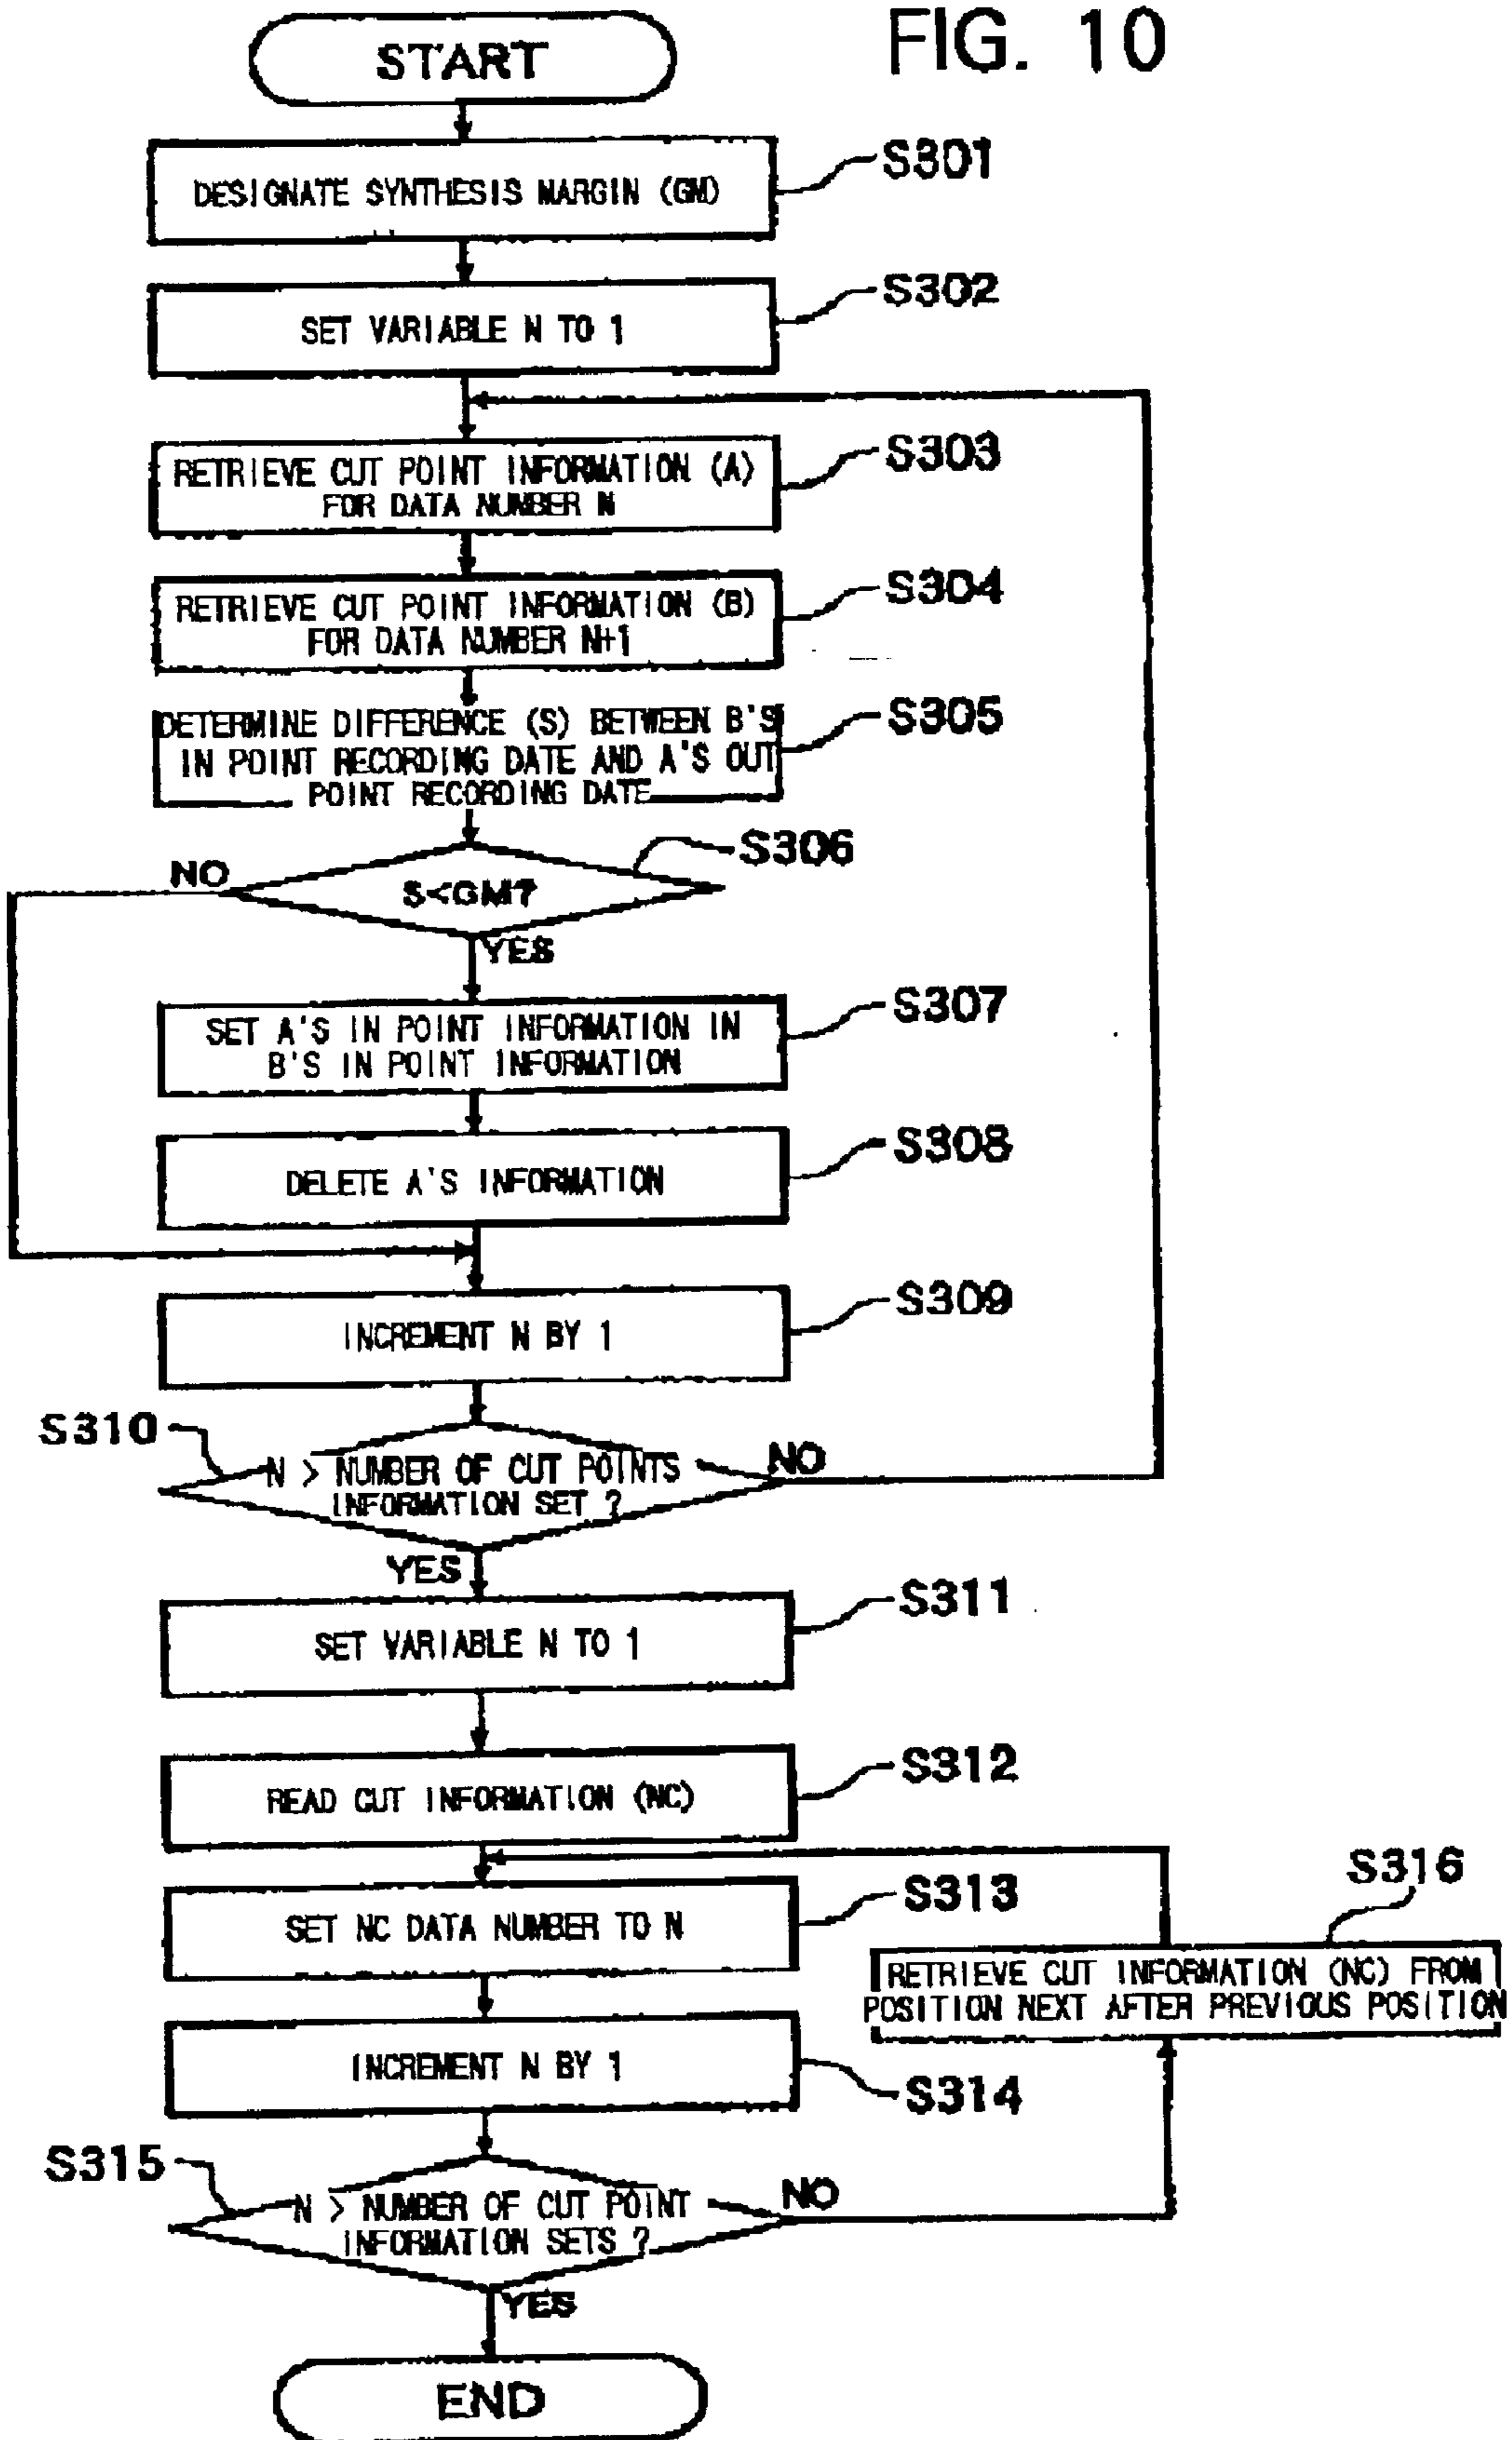 FIG. 10
START
DESIGNATE SYNTHESIS MARGIN (GM)
S301
SET VARIABLE N TO 1
S302
RETRIEVE CUT POINT INFORMATION (A)
FOR DATA NUMBER N
S303
RETRIEVE CUT POINT INFORMATION (B)
FOR DATA NUMBER N+1
S304
DETERMINE DIFFERENCE (S) BETWEEN B'S
IN POINT RECORDING DATE AND A'S OUT
POINT RECORDING DATE
S305
S306
NO
S<GM?
YES
SET A'S IN POINT INFORMATION IN
B'S IN POINT INFORMATION
S307
DELETE A'S INFORMATION
S308
INCREMENT N BY 1
S309
S310
N > NUMBER OF CUT POINTS
INFORMATION SET ?
NO
YES
SET VARIABLE N TO 1
S311
READ CUT INFORMATION (NC)
S312
SET NC DATA NUMBER TO N
S313
S316
RETRIEVE CUT INFORMATION (NC) FROM
POSITION NEXT AFTER PREVIOUS POSITION
INCREMENT N BY 1
S314
S315
N > NUMBER OF CUT POINT
INFORMATION SETS ?
NO
YES
END